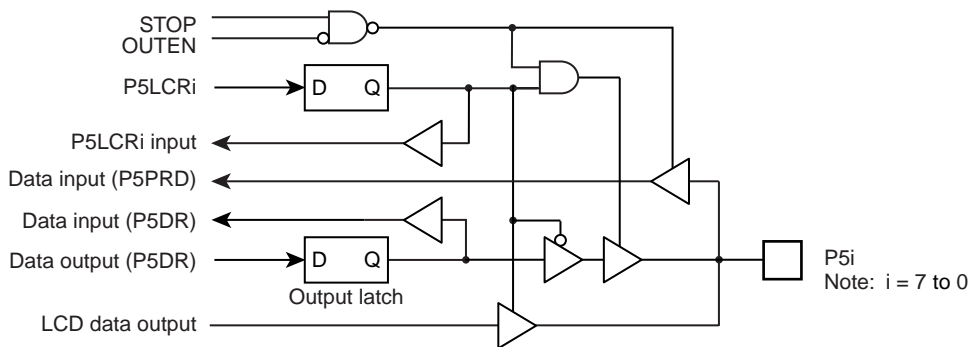 STOP
OUTEN
P5LCRi
D Q
P5LCRi input
Data input (P5PRD)
Data input (P5DR)
Data output (P5DR)
D Q
Output latch
P5i
Note: i = 7 to 0
LCD data output